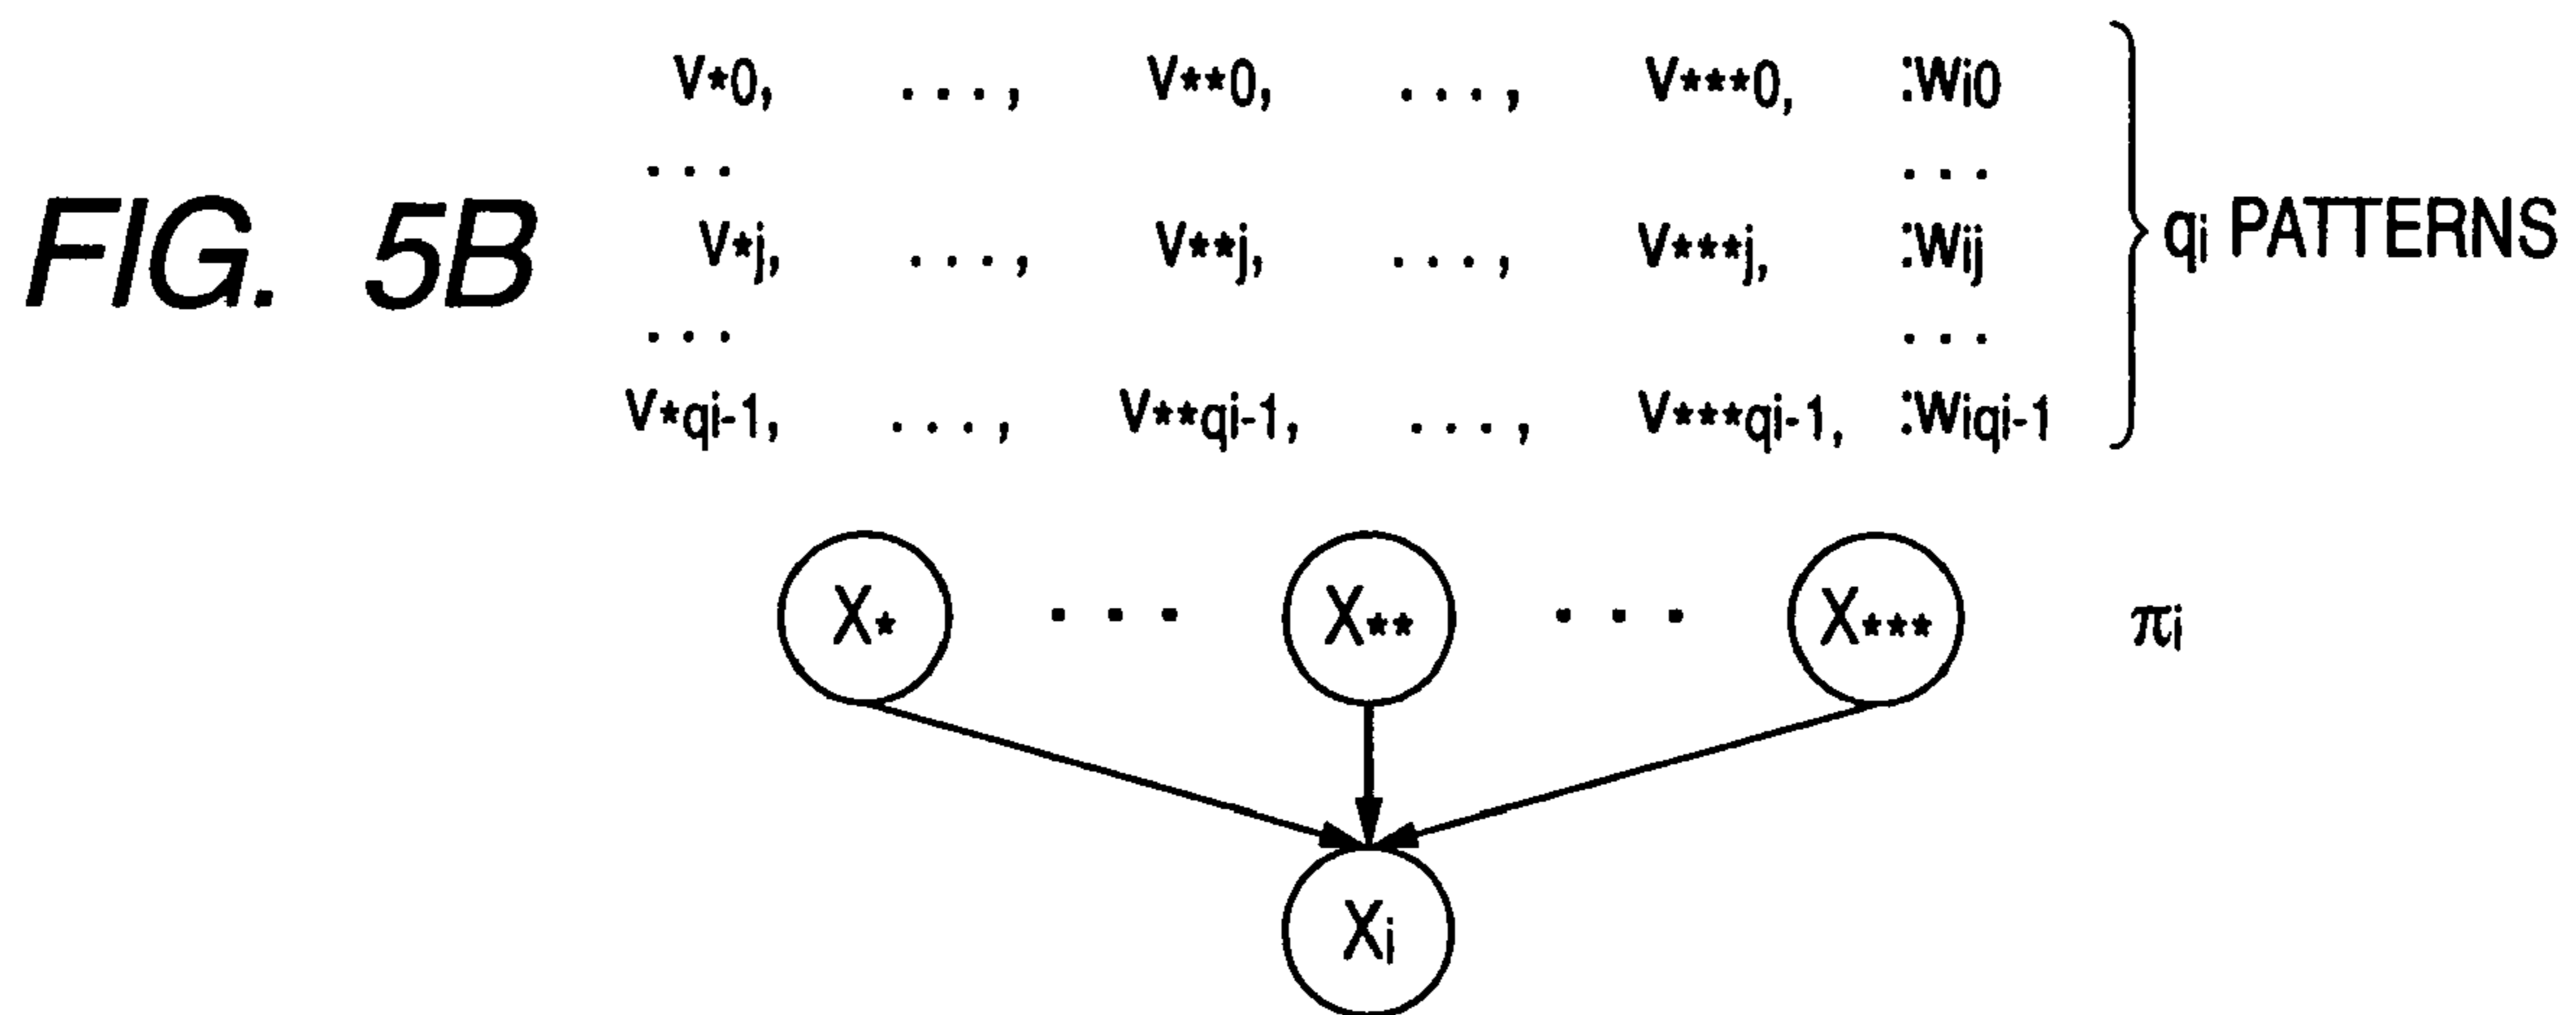 V*0, ..., V**0, ..., V***0, :Wi0
... ...
FIG. 5B V*j, ..., V**j, ..., V***j, :Wij qi PATTERNS
... ...
V*qi-1, ..., V**qi-1, ..., V***qi-1, :Wiqi-1
X* ... X** ... X*** πi
Xi